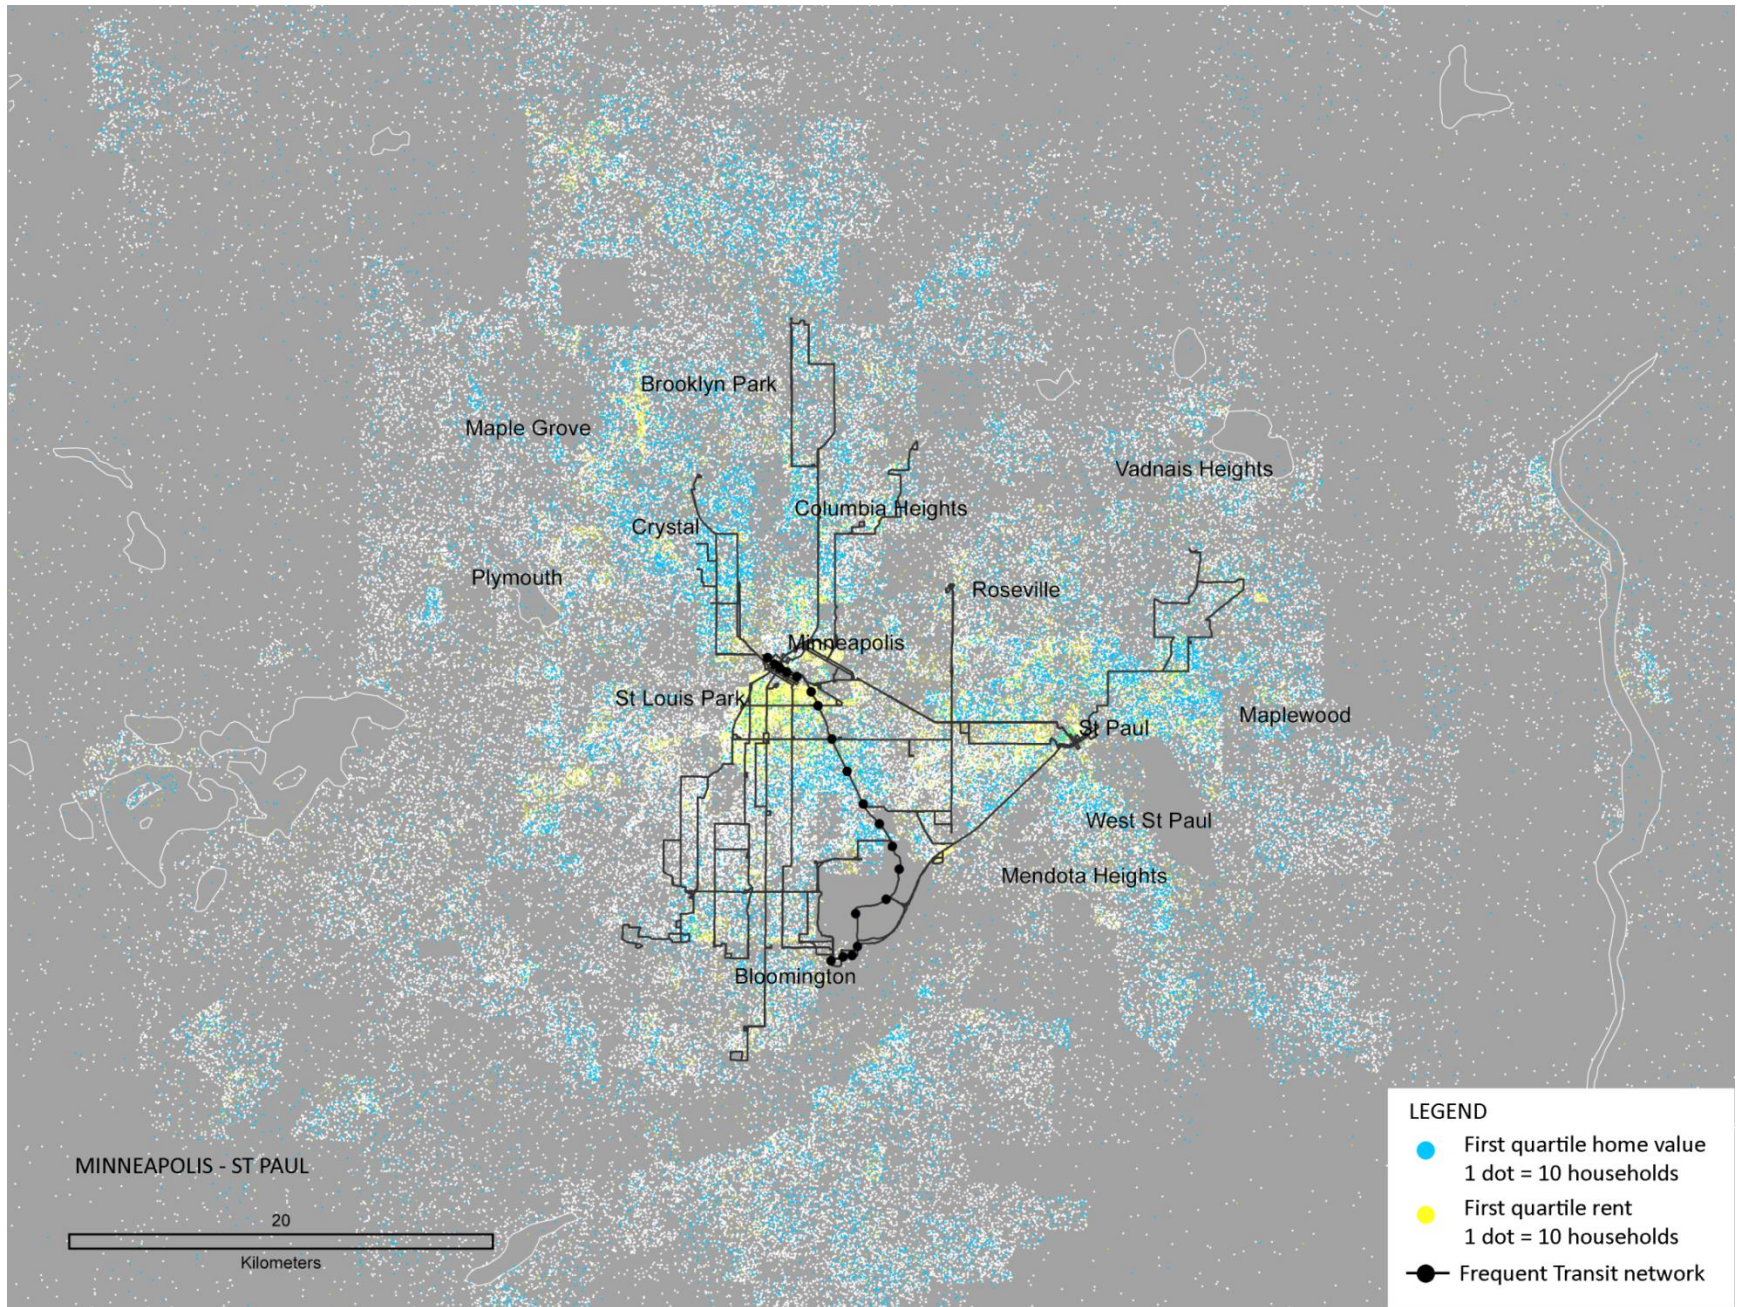 Brooklyn Park
Maple Grove
Vadnais Heights
Columbia Heights
Crystal
Plymouth
Roseville
Minneapolis
St Louis Park
Maplewood
St Paul
West St Paul
Mendota Heights
Bloomington
MINNEAPOLIS - ST PAUL
20
Kilometers
LEGEND
First quartile home value
1 dot = 10 households
First quartile rent
1 dot = 10 households
Frequent Transit network